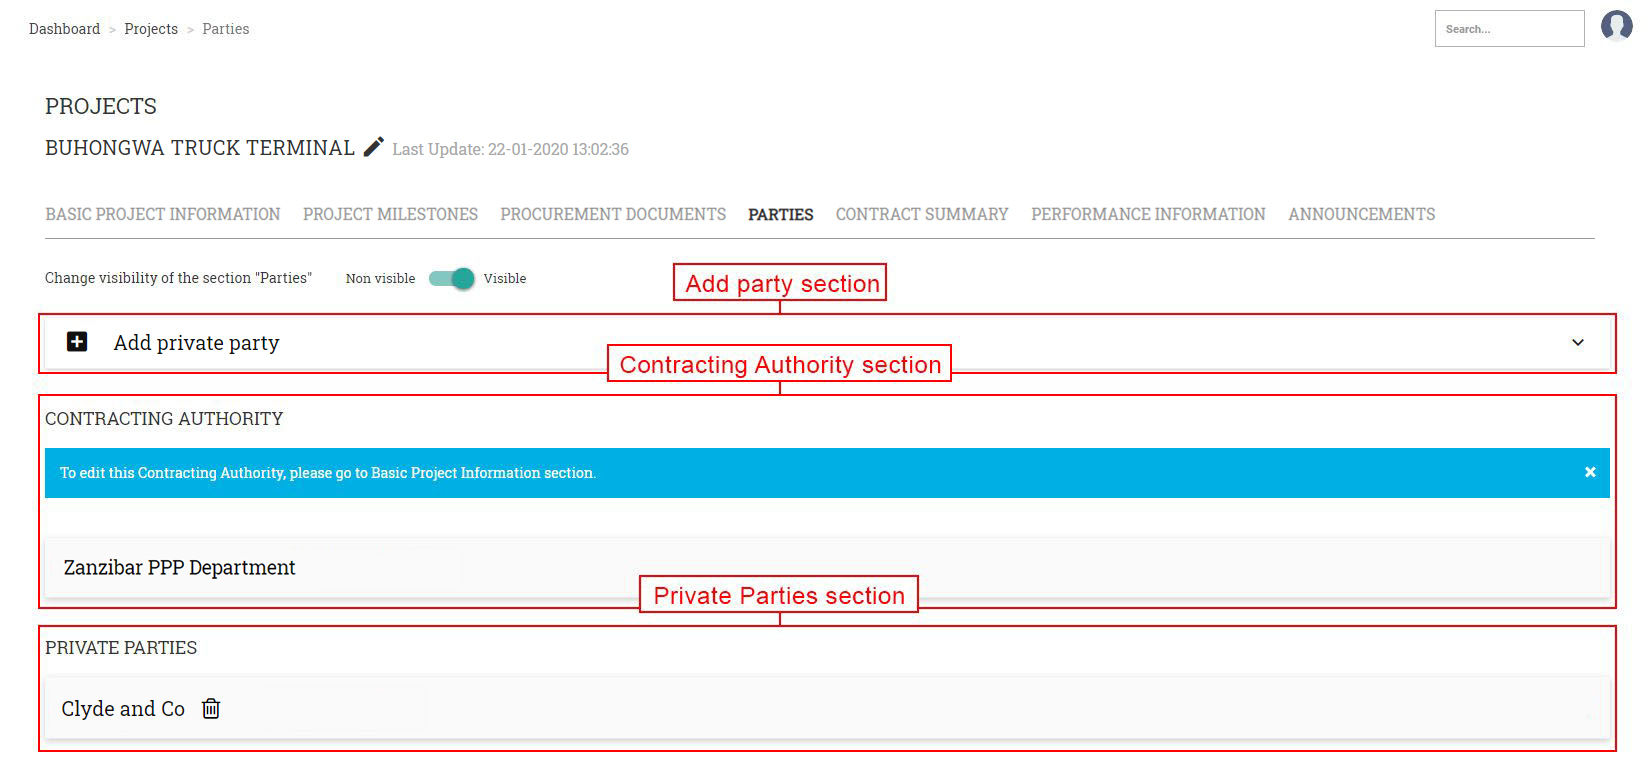 Dashboard > Projects > Parties
Search...
PROJECTS
BUHONGWA TRUCK TERMINAL Last Update: 22-01-2020 13:02:36
BASIC PROJECT INFORMATION PROJECT MILESTONES PROCUREMENT DOCUMENTS PARTIES CONTRACT SUMMARY PERFORMANCE INFORMATION ANNOUNCEMENTS
Change visibility of the section "Parties" Non visible Visible
Add party section
Add private party
Contracting Authority section
CONTRACTING AUTHORITY
To edit this Contracting Authority, please go to Basic Project Information section.
Zanzibar PPP Department
Private Parties section
PRIVATE PARTIES
Clyde and Co